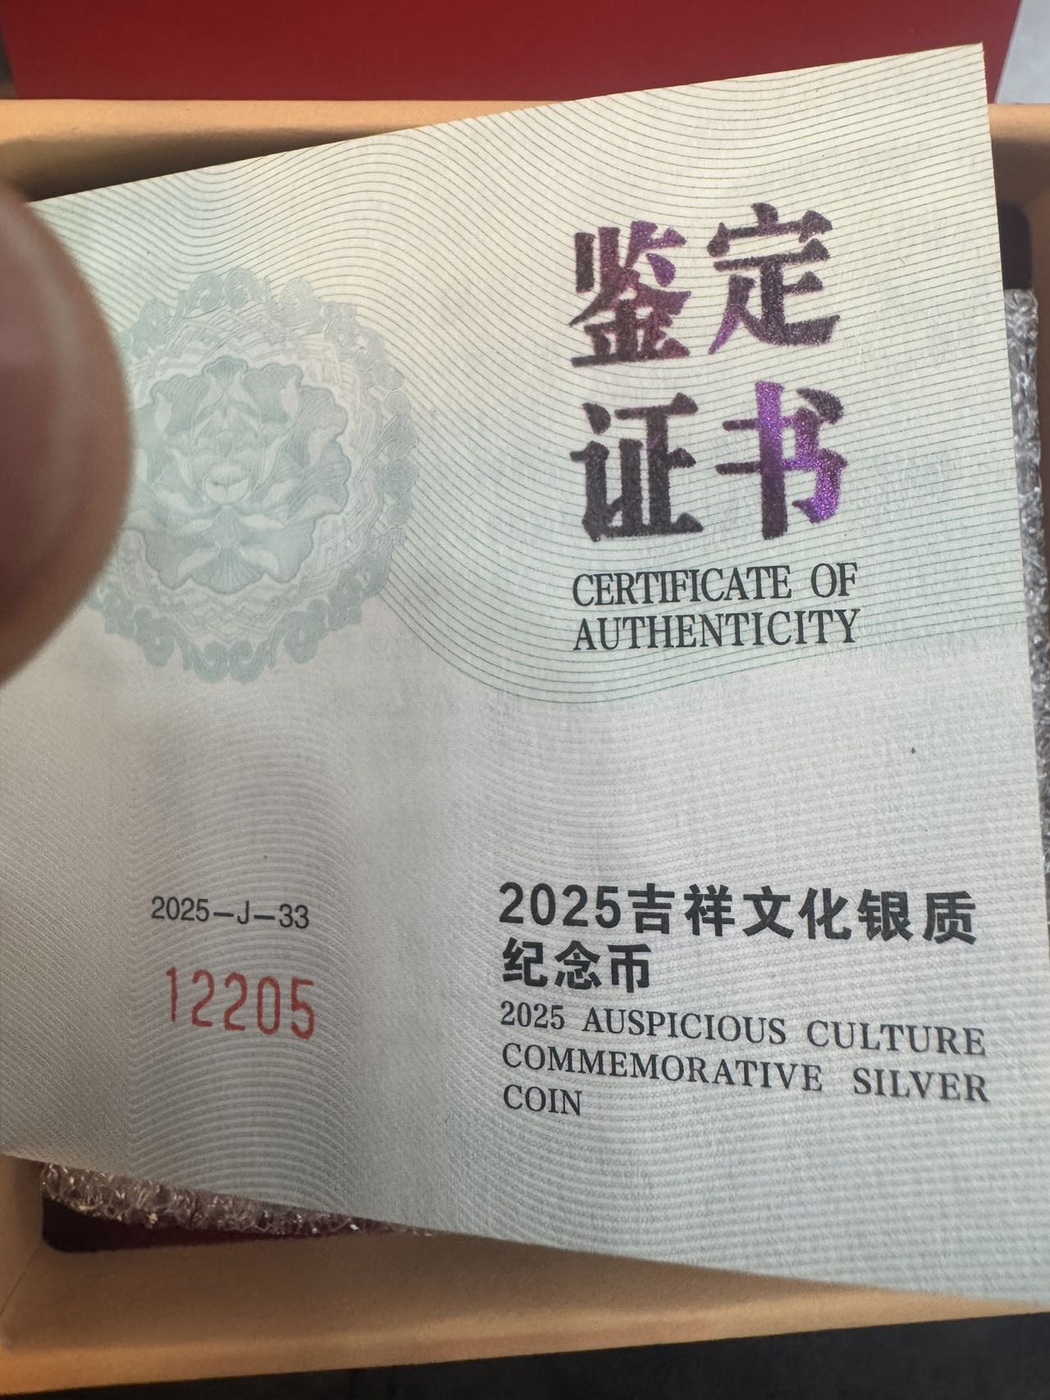 鉴定
证书
CERTIFICATE OF
AUTHENTICITY
2025-J-33
12205
2025吉祥文化银质
纪念币
2025 AUSPICIOUS CULTURE
COMMEMORATIVE SILVER
COIN